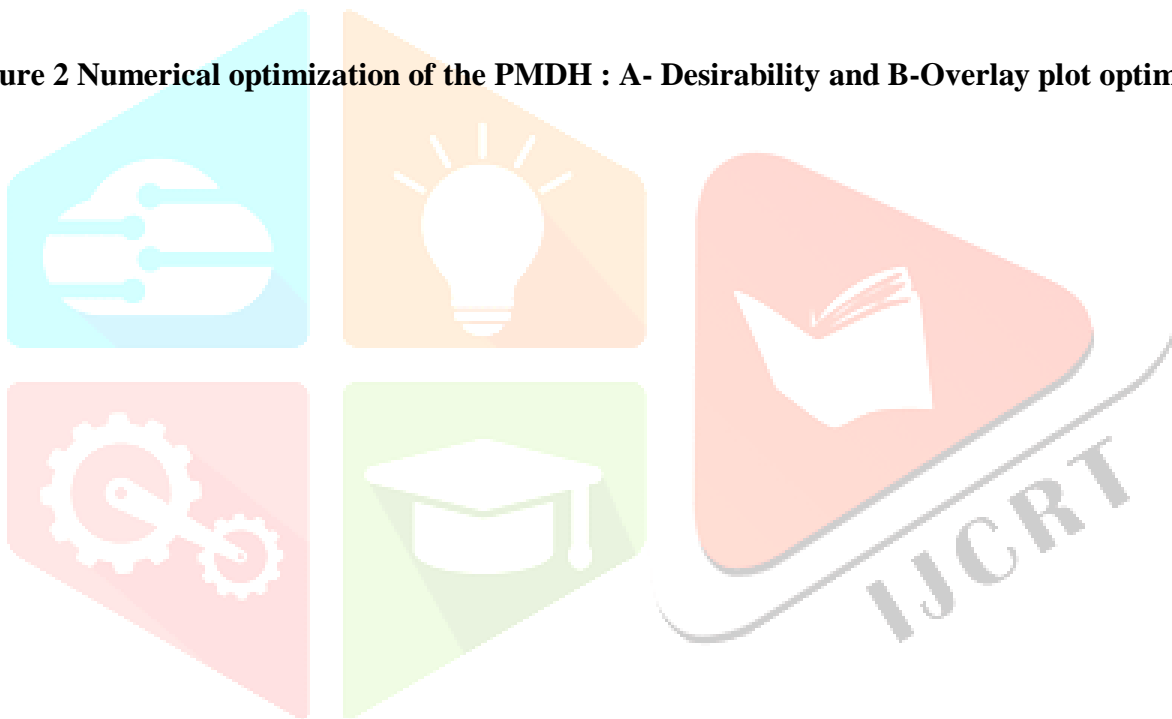 ure 2 Numerical optimization of the PMDH : A- Desirability and B-Overlay plot optim
IJCRT